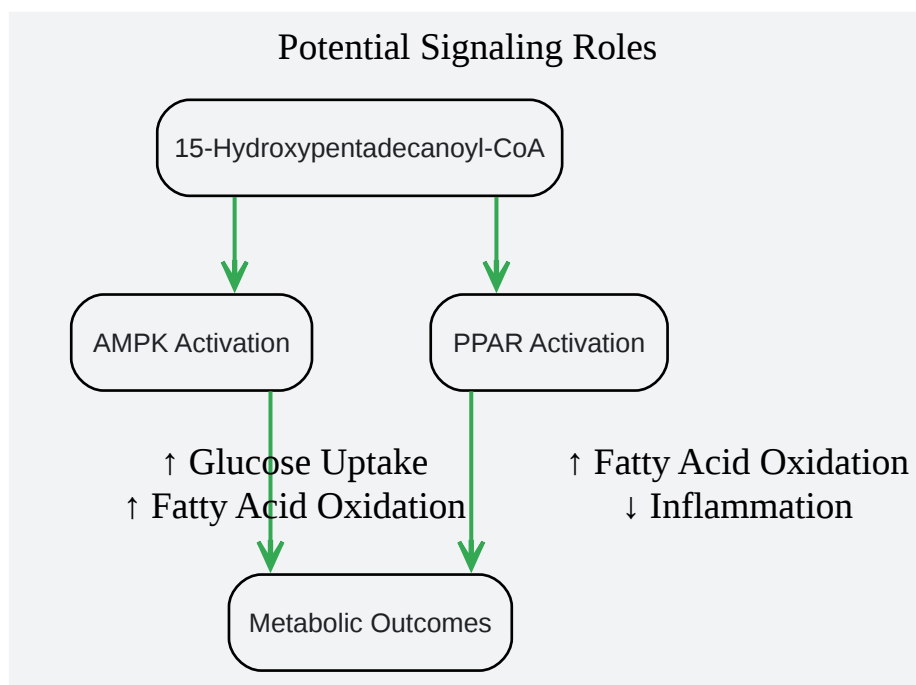 Potential Signaling Roles
15-Hydroxypentadecanoyl-CoA
AMPK Activation
PPAR Activation
↑ Glucose Uptake
↑ Fatty Acid Oxidation
↑ Fatty Acid Oxidation
↓ Inflammation
Metabolic Outcomes